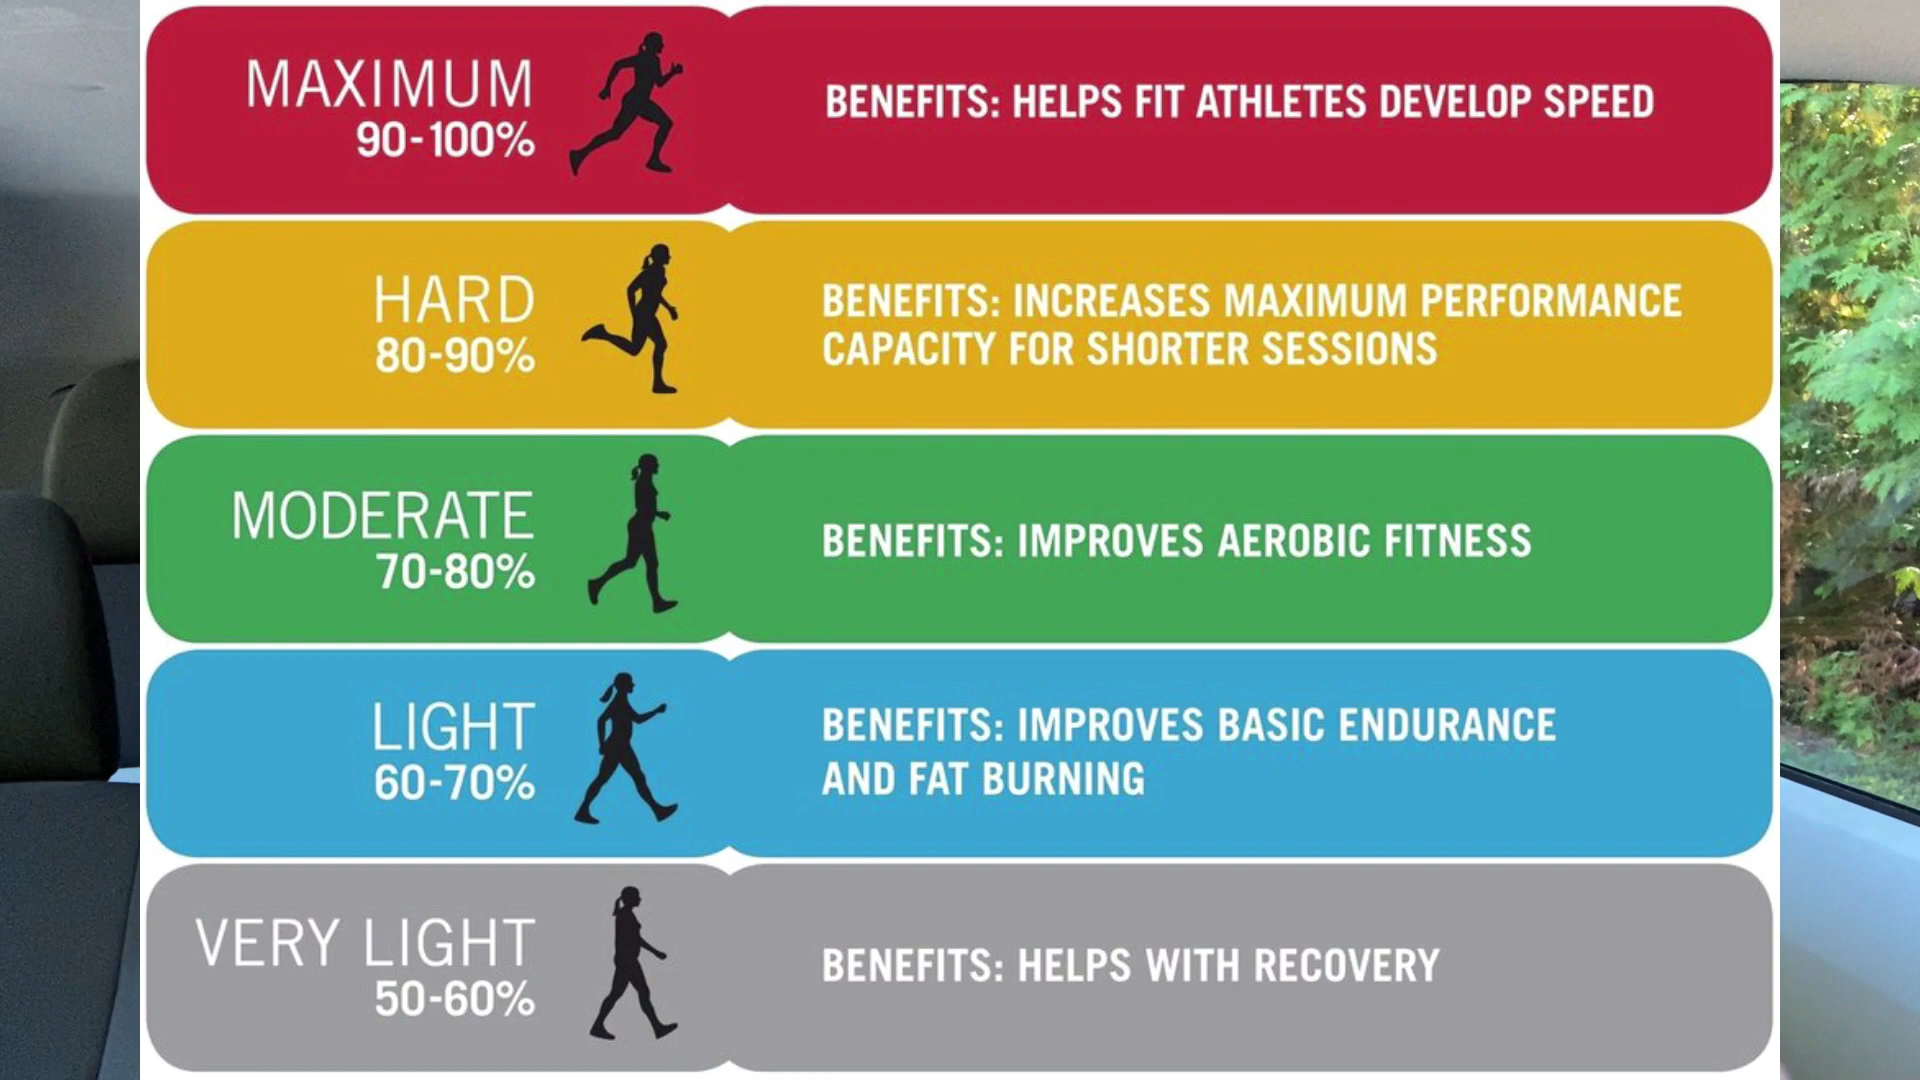 MAXIMUM
90-100%
BENEFITS: HELPS FIT ATHLETES DEVELOP SPEED
HARD
80-90%
BENEFITS: INCREASES MAXIMUM PERFORMANCE
CAPACITY FOR SHORTER SESSIONS
MODERATE
70-80%
BENEFITS: IMPROVES AEROBIC FITNESS
LIGHT
60-70%
BENEFITS: IMPROVES BASIC ENDURANCE
AND FAT BURNING
VERY LIGHT
50-60%
BENEFITS: HELPS WITH RECOVERY